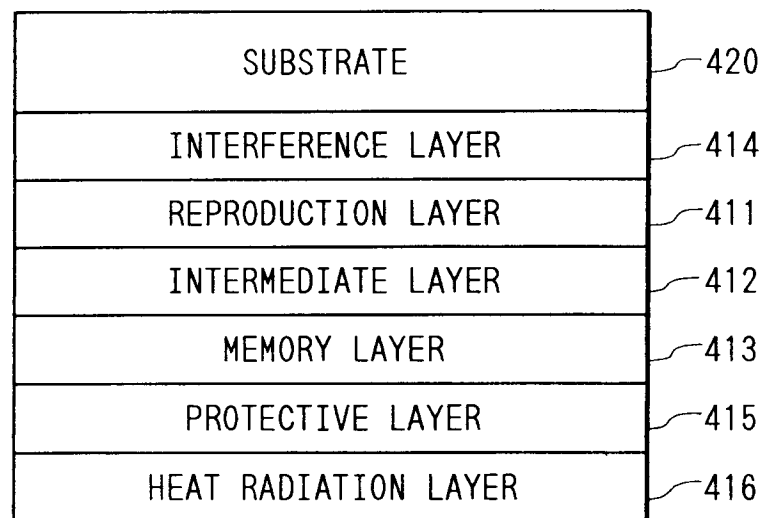 SUBSTRATE 420
INTERFERENCE LAYER 414
REPRODUCTION LAYER 411
INTERMEDIATE LAYER 412
MEMORY LAYER 413
PROTECTIVE LAYER 415
HEAT RADIATION LAYER 416